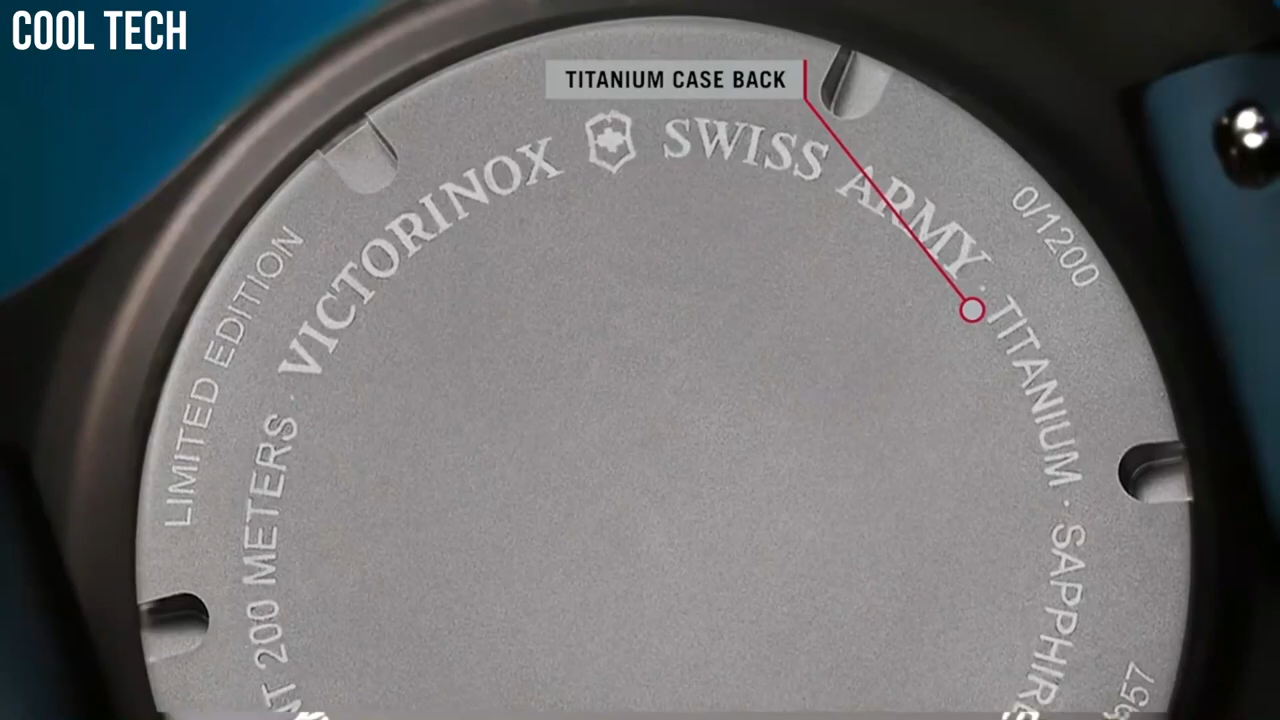 COOL TECH
TITANIUM CASE BACK
VICTORINOX SWISS ARMY · TITANIUM · SAPPHIRE
LIMITED EDITION
0/1200
200 METERS ·